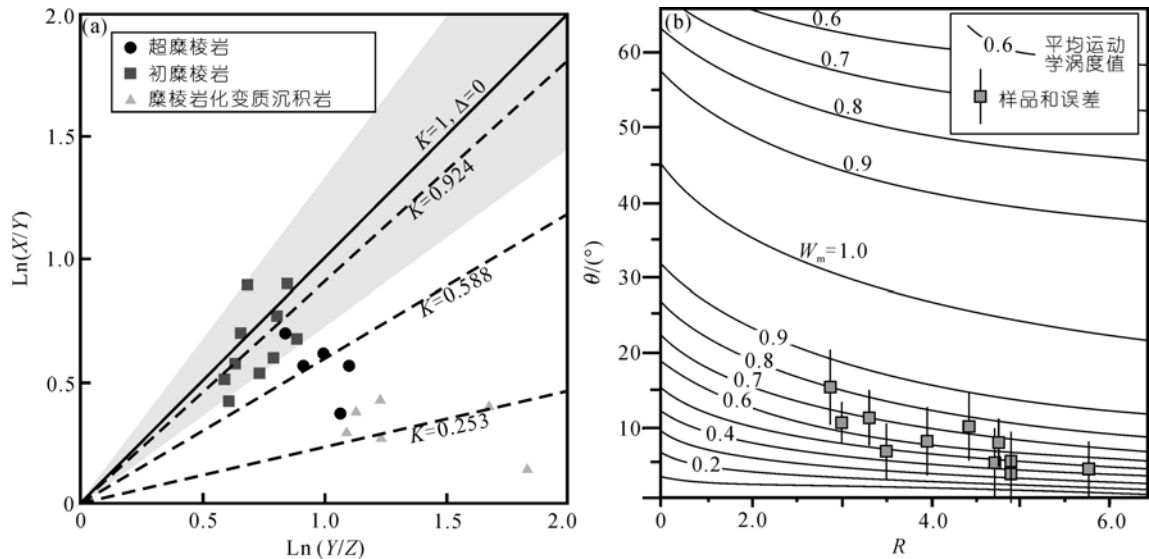 (a)
超糜棱岩
初糜棱岩
糜棱岩化变质沉积岩
K=1, Δ=0
K=0.924
K=0.588
K=0.253
2.0
1.5
1.0
0.5
0
Ln(X/Y)
0
0.5
1.0
1.5
2.0
Ln (Y/Z)
(b)
0.6 平均运动
学涡度值
样品和误差
0.6
0.7
0.8
0.9
Wm=1.0
0.9
0.8
0.7
0.6
0.4
0.2
60
50
40
30
20
10
θ/(°)
0
2.0
4.0
6.0
R